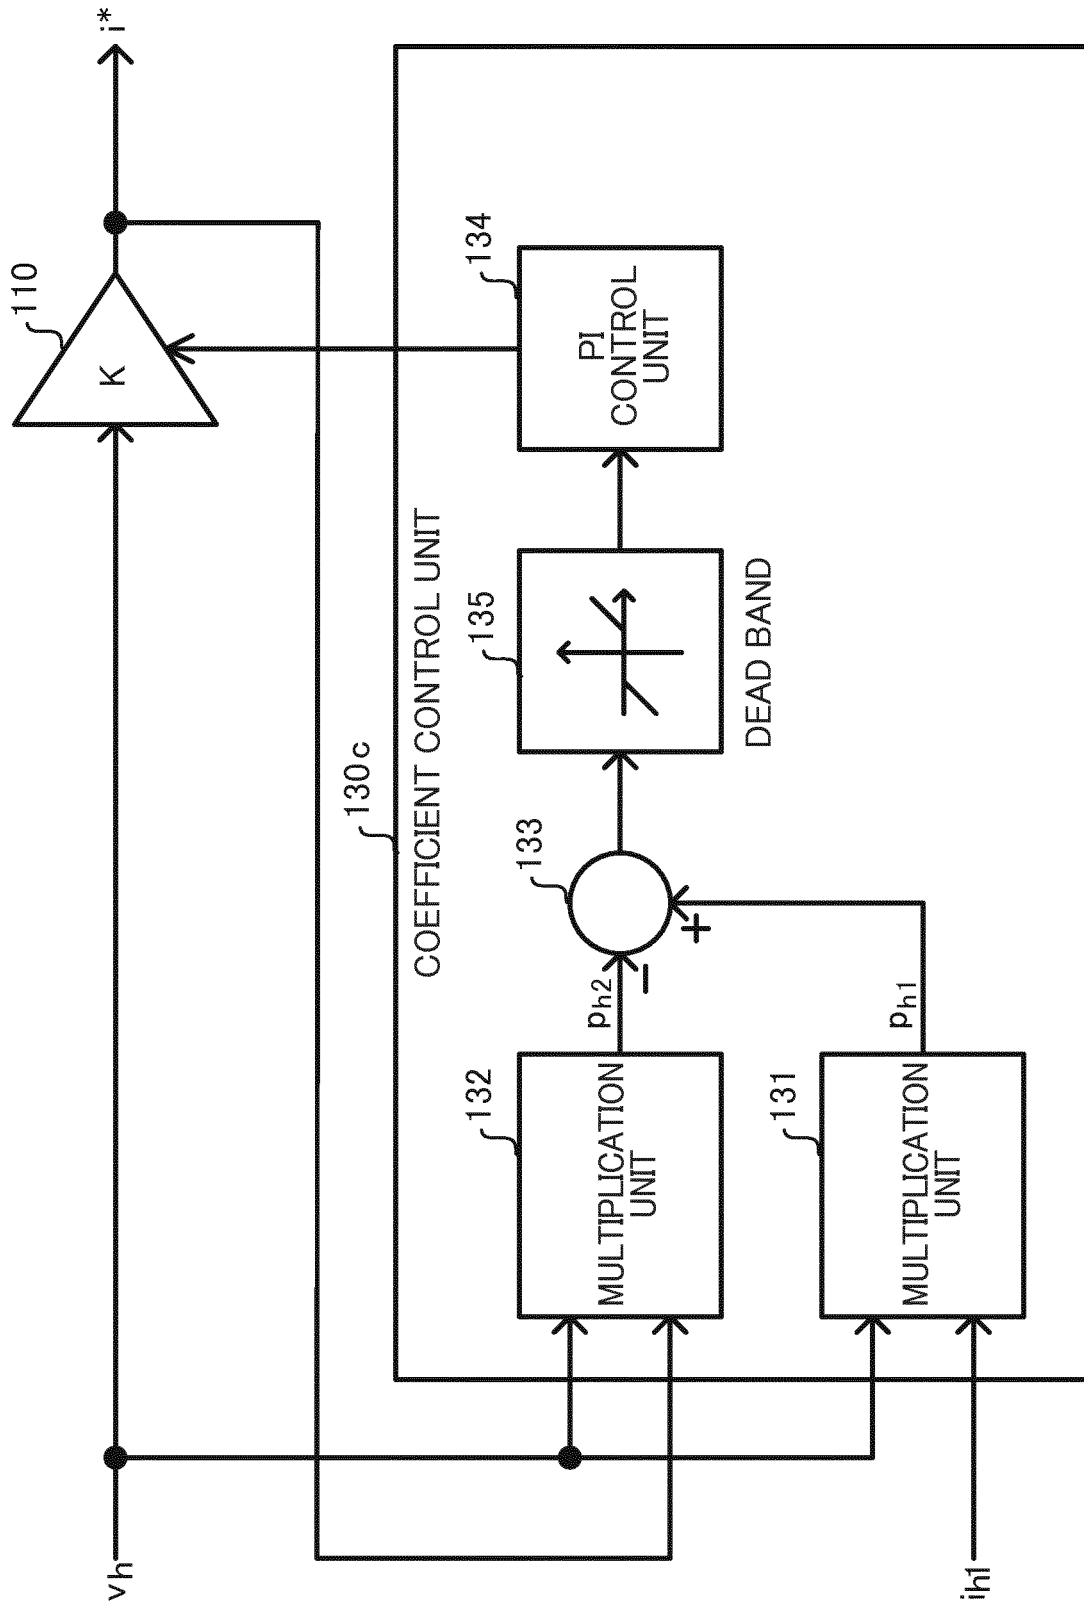 vh
110
K
i*
130c
COEFFICIENT CONTROL UNIT
132
MULTIPLICATION
UNIT
ph2
−
133
+
135
DEAD BAND
134
PI
CONTROL
UNIT
131
MULTIPLICATION
UNIT
ph1
ih1